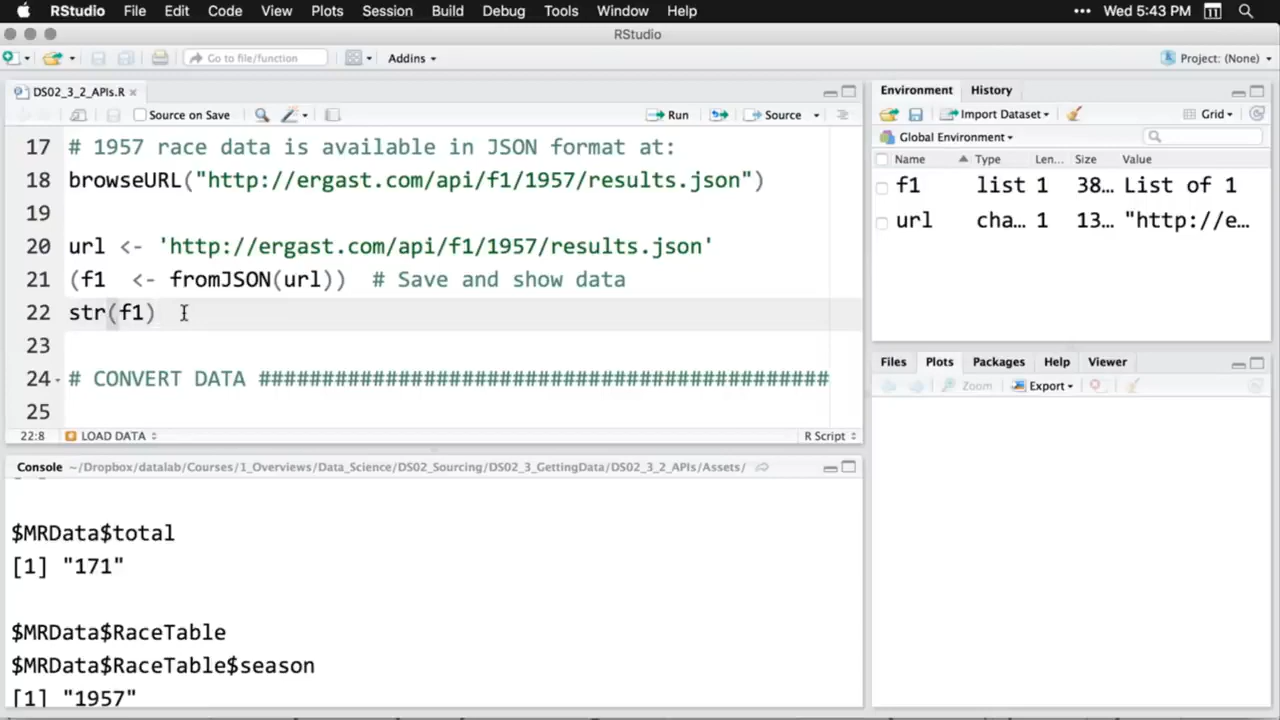 RStudio File Edit Code View Plots Session Build Debug Tools Window Help ••• Wed 5:43 PM 11
RStudio
Go to file/function Addins Project: (None)
DS02_3_2_APIs.R
Source on Save Run Source
17 # 1957 race data is available in JSON format at:
18 browseURL("http://ergast.com/api/f1/1957/results.json")
19
20 url <- 'http://ergast.com/api/f1/1957/results.json'
21 (f1 <- fromJSON(url)) # Save and show data
22 str(f1)
23
24 # CONVERT DATA ############################################
25
22:8 LOAD DATA R Script
Console ~/Dropbox/datalab/Courses/1_Overviews/Data_Science/DS02_Sourcing/DS02_3_GettingData/DS02_3_2_APIs/Assets/
$MRData$total
[1] "171"
$MRData$RaceTable
$MRData$RaceTable$season
[1] "1957"
Environment History
Import Dataset Grid
Global Environment
Name Type Len... Size Value
f1 list 1 38... List of 1
url cha... 1 13... "http://e...
Files Plots Packages Help Viewer
Zoom Export